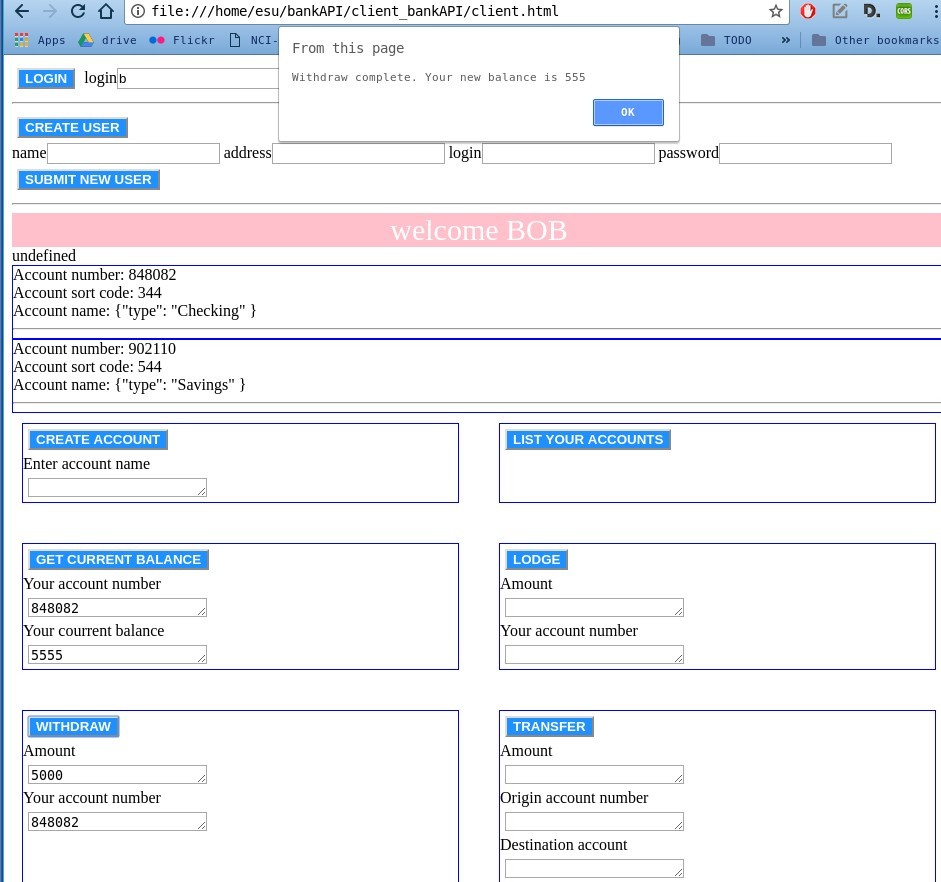 file:///home/esu/bankAPI/client_bankAPI/client.html
Apps drive Flickr NCI- TODO » Other bookmarks
CORS
From this page
Withdraw complete. Your new balance is 555
OK
LOGIN login b
CREATE USER
name address login password
SUBMIT NEW USER
welcome BOB
undefined
Account number: 848082
Account sort code: 344
Account name: {"type": "Checking" }
Account number: 902110
Account sort code: 544
Account name: {"type": "Savings" }
CREATE ACCOUNT
Enter account name
LIST YOUR ACCOUNTS
GET CURRENT BALANCE
Your account number
848082
Your courrent balance
5555
LODGE
Amount
Your account number
WITHDRAW
Amount
5000
Your account number
848082
TRANSFER
Amount
Origin account number
Destination account